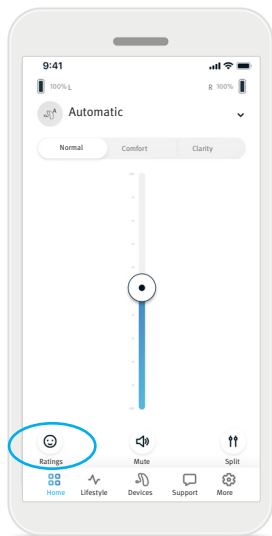 9:41
100% L R 100%
A Automatic
Normal Comfort Clarity
Ratings Mute Split
Home Lifestyle Devices Support More